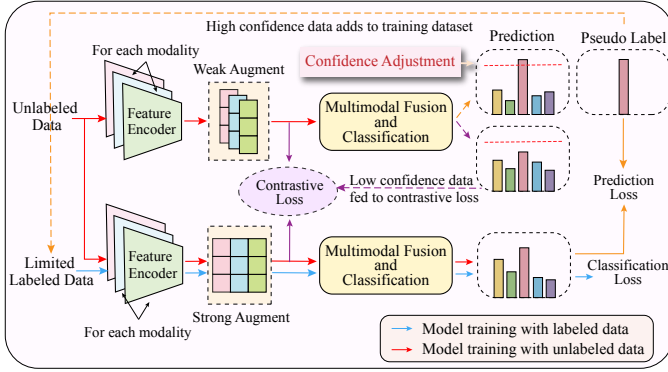 High confidence data adds to training dataset
For each modality
Weak Augment
Prediction
Pseudo Label
Confidence Adjustment
Unlabeled
Data
Feature
Encoder
Multimodal Fusion
and
Classification
Contrastive
Loss
Low confidence data
fed to contrastive loss
Prediction
Loss
Limited
Labeled Data
Feature
Encoder
Multimodal Fusion
and
Classification
Classification
Loss
For each modality
Strong Augment
Model training with labeled data
Model training with unlabeled data